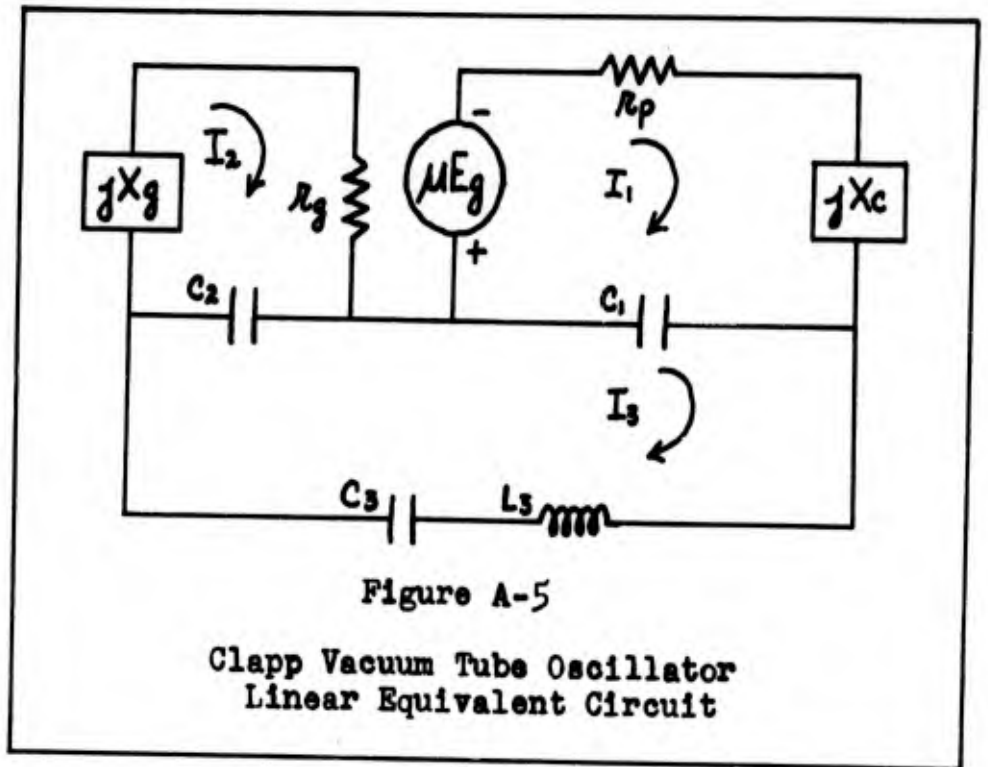 I₂
jXg
rg
μEg
-
+
rp
I₁
jXc
C₂
C₁
I₃
C₃
L₃
Figure A-5
Clapp Vacuum Tube Oscillator
Linear Equivalent Circuit